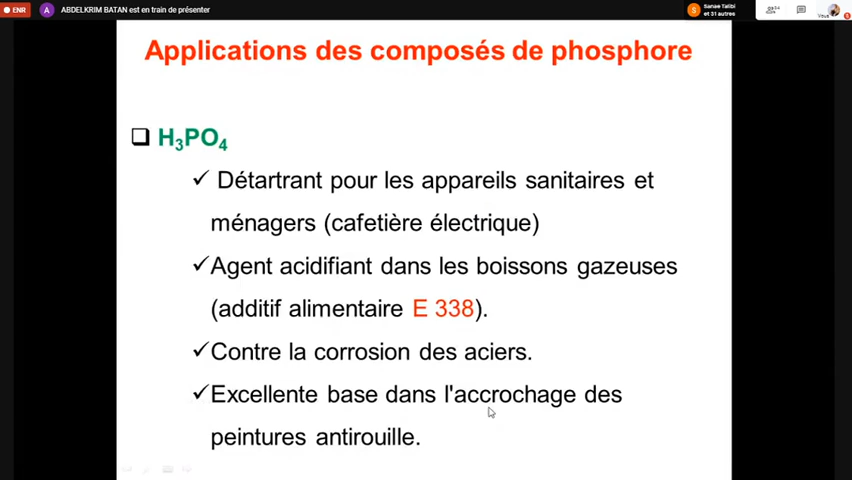 ENR
A
ABDELKRIM BATAN est en train de présenter
S
Sanae Talibi
et 31 autres
Vous
Applications des composés de phosphore
H₃PO₄
✓ Détartrant pour les appareils sanitaires et
ménagers (cafetière électrique)
✓Agent acidifiant dans les boissons gazeuses
(additif alimentaire E 338).
✓Contre la corrosion des aciers.
✓Excellente base dans l'accrochage des
peintures antirouille.